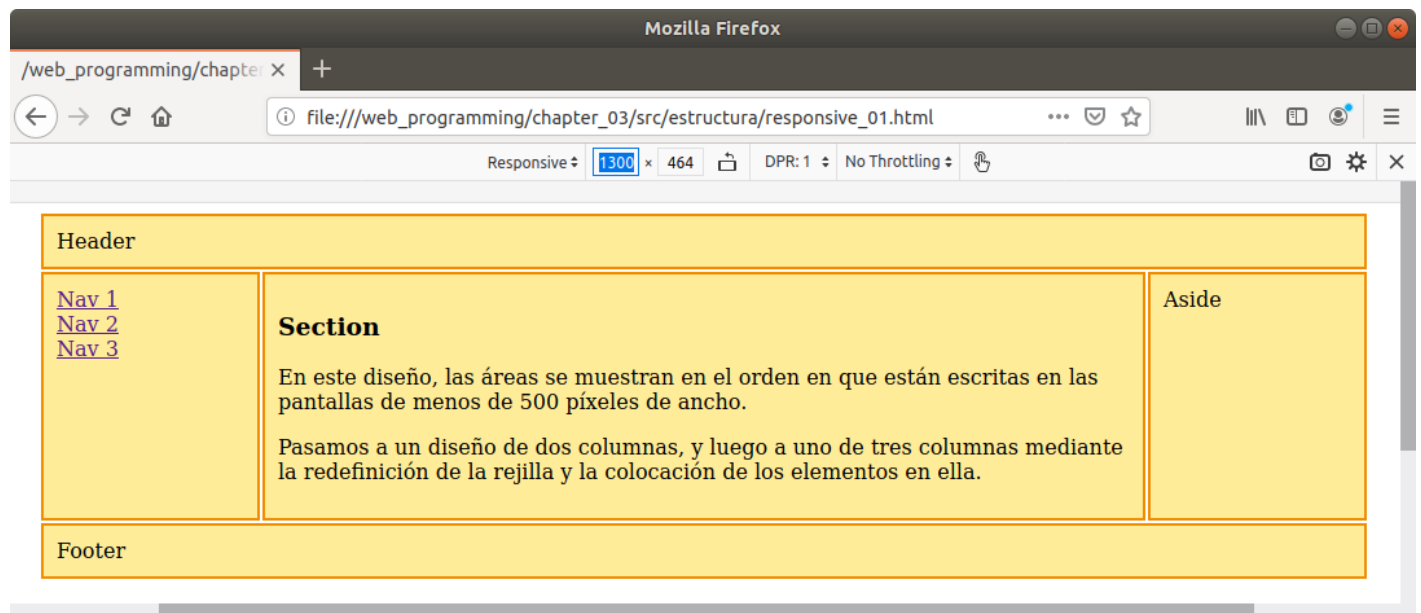 Mozilla Firefox
/web_programming/chapter
file:///web_programming/chapter_03/src/estructura/responsive_01.html
Responsive 1300 × 464 DPR: 1 No Throttling
Header
Nav 1
Nav 2
Nav 3
Section
En este diseño, las áreas se muestran en el orden en que están escritas en las
pantallas de menos de 500 píxeles de ancho.
Pasamos a un diseño de dos columnas, y luego a uno de tres columnas mediante
la redefinición de la rejilla y la colocación de los elementos en ella.
Aside
Footer